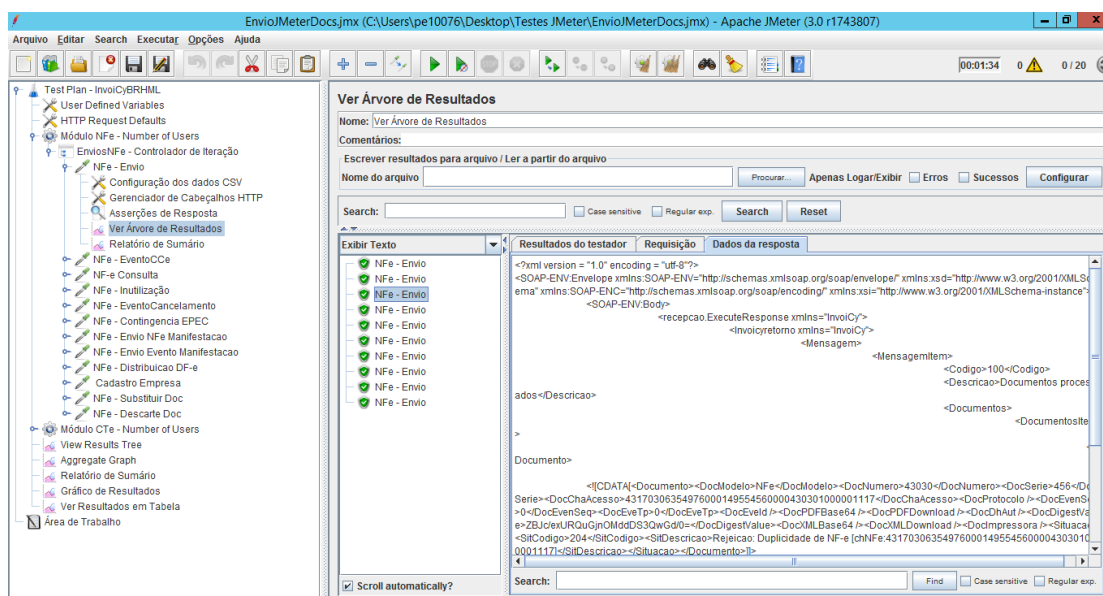 EnvioJMeterDocs.jmx (C:\Users\pe10076\Desktop\Testes JMeter\EnvioJMeterDocs.jmx) - Apache JMeter (3.0 r1743807)
Arquivo Editar Search Executar Opções Ajuda
00:01:34 0 0 / 20
Test Plan - InvoiCyBRHML
User Defined Variables
HTTP Request Defaults
Módulo NFe - Number of Users
EnviosNFe - Controlador de Iteração
NFe - Envio
Configuração dos dados CSV
Gerenciador de Cabeçalhos HTTP
Asserções de Resposta
Ver Árvore de Resultados
Relatório de Sumário
NFe - EventoCCe
NF-e Consulta
NFe - Inutilização
NFe - EventoCancelamento
NFe - Contingencia EPEC
NFe - Envio NFe Manifestacao
NFe - Envio Evento Manifestacao
NFe - Distribuicao DF-e
Cadastro Empresa
NFe - Substituir Doc
NFe - Descarte Doc
Módulo CTe - Number of Users
View Results Tree
Aggregate Graph
Relatório de Sumário
Gráfico de Resultados
Ver Resultados em Tabela
Área de Trabalho
Ver Árvore de Resultados
Nome: Ver Árvore de Resultados
Comentários:
Escrever resultados para arquivo / Ler a partir do arquivo
Nome do arquivo Procurar... Apenas Logar/Exibir Erros Sucessos Configurar
Search: Case sensitive Regular exp. Search Reset
Exibir Texto
NFe - Envio
NFe - Envio
NFe - Envio
NFe - Envio
NFe - Envio
NFe - Envio
NFe - Envio
NFe - Envio
NFe - Envio
NFe - Envio
Scroll automatically?
Resultados do testador Requisição Dados da resposta
<?xml version = "1.0" encoding = "utf-8"?>
<SOAP-ENV:Envelope xmlns:SOAP-ENV="http://schemas.xmlsoap.org/soap/envelope/" xmlns:xsd="http://www.w3.org/2001/XMLSch
ema" xmlns:SOAP-ENC="http://schemas.xmlsoap.org/soap/encoding/" xmlns:xsi="http://www.w3.org/2001/XMLSchema-instance">
<SOAP-ENV:Body>
<recepcao.ExecuteResponse xmlns="InvoiCy">
<Invoicyretorno xmlns="InvoiCy">
<Mensagem>
<MensagemItem>
<Codigo>100</Codigo>
<Descricao>Documentos proces
ados</Descricao>
<Documentos>
<DocumentosIte
>
<
Documento>
<![CDATA[<Documento><DocModelo>NFe</DocModelo><DocNumero>43030</DocNumero><DocSerie>456</Do
Serie><DocChaAcesso>43170306354976000149554560000430301000001117</DocChaAcesso><DocProtocolo /><DocEvenS
>0</DocEvenSeq><DocEveTp>0</DocEveTp><DocEveId /><DocPDFBase64 /><DocPDFDownload /><DocDhAut /><DocDigestVa
e>ZBJc/exURQuGjnOMddDS3QwGd/0=</DocDigestValue><DocXMLBase64 /><DocXMLDownload /><DocImpressora /><Situaca
<SitCodigo>204</SitCodigo><SitDescricao>Rejeicao: Duplicidade de NF-e [chNFe:431703063549760001495545600004303010
0001117]</SitDescricao></Situacao></Documento>]]>
Search: Find Case sensitive Regular exp.